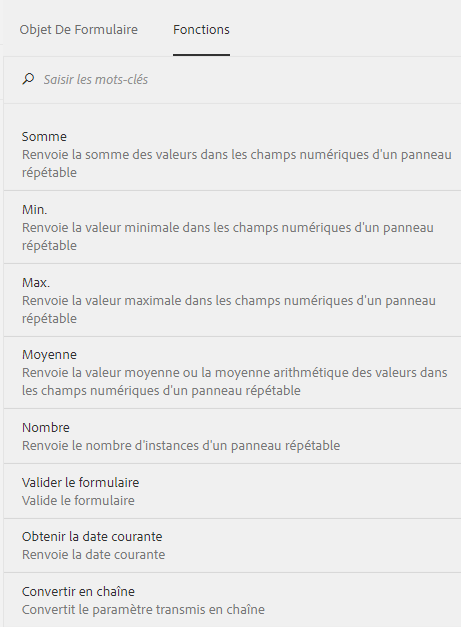 Objet De Formulaire Fonctions
Saisir les mots-clés
Somme
Renvoie la somme des valeurs dans les champs numériques d'un panneau
répétable
Min.
Renvoie la valeur minimale dans les champs numériques d'un panneau
répétable
Max.
Renvoie la valeur maximale dans les champs numériques d'un panneau
répétable
Moyenne
Renvoie la valeur moyenne ou la moyenne arithmétique des valeurs dans
les champs numériques d'un panneau répétable
Nombre
Renvoie le nombre d'instances d'un panneau répétable
Valider le formulaire
Valide le formulaire
Obtenir la date courante
Renvoie la date courante
Convertir en chaîne
Convertit le paramètre transmis en chaîne